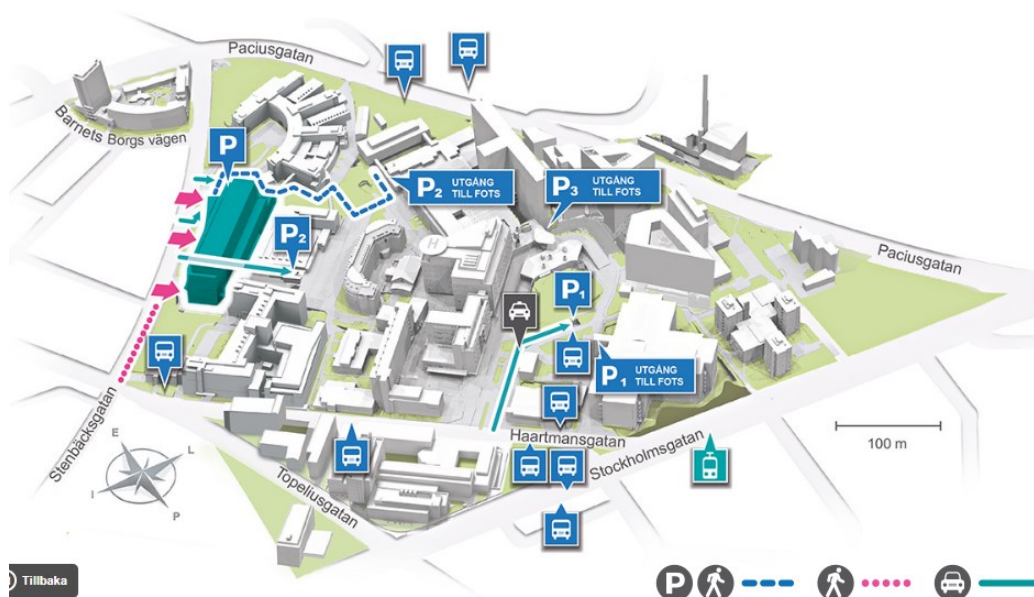 Paciusgatan
Barnets Borgs vägen
P
P2 UTGÅNG
TILL FOTS
P3 UTGÅNG
TILL FOTS
P2
H
Paciusgatan
P1
P1 UTGÅNG
TILL FOTS
Stenbäcksgatan
Haartmansgatan
Stockholmsgatan
100 m
E
L
I
P
Topeliusgatan
Tillbaka
P